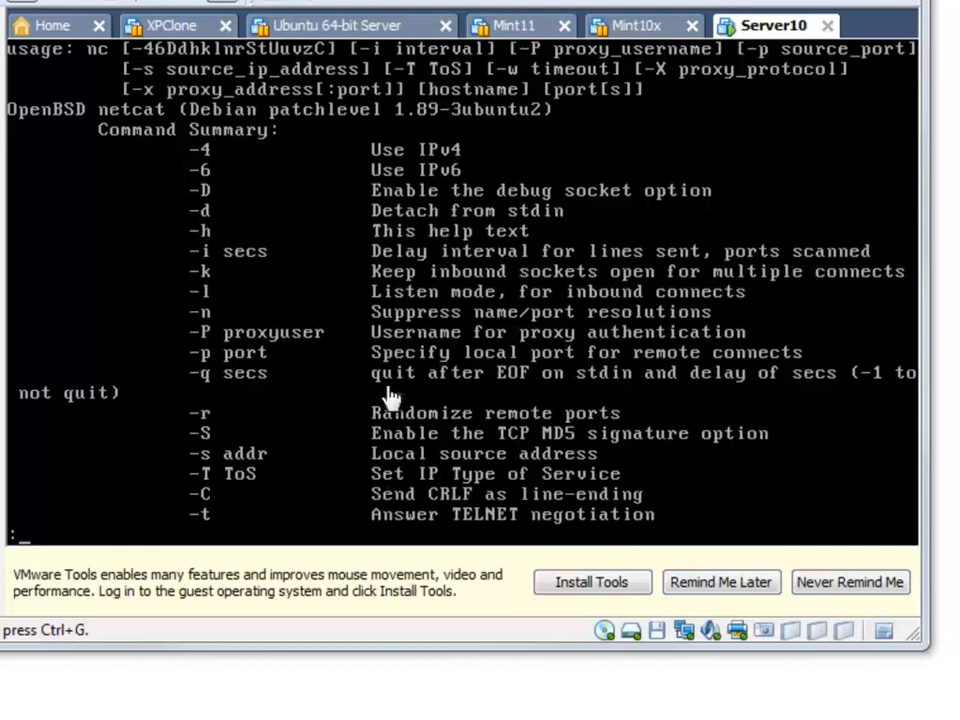 Home XPClone Ubuntu 64-bit Server Mint11 Mint10x Server10
usage: nc [-46DdhklnrStUuvzC] [-i interval] [-P proxy_username] [-p source_port]
[-s source_ip_address] [-T ToS] [-w timeout] [-X proxy_protocol]
[-x proxy_address[:port]] [hostname] [port[s]]
OpenBSD netcat (Debian patchlevel 1.89-3ubuntu2)
Command Summary:
-4 Use IPv4
-6 Use IPv6
-D Enable the debug socket option
-d Detach from stdin
-h This help text
-i secs Delay interval for lines sent, ports scanned
-k Keep inbound sockets open for multiple connects
-l Listen mode, for inbound connects
-n Suppress name/port resolutions
-P proxyuser Username for proxy authentication
-p port Specify local port for remote connects
-q secs quit after EOF on stdin and delay of secs (-1 to
not quit)
-r Randomize remote ports
-S Enable the TCP MD5 signature option
-s addr Local source address
-T ToS Set IP Type of Service
-C Send CRLF as line-ending
-t Answer TELNET negotiation
:_
VMware Tools enables many features and improves mouse movement, video and
performance. Log in to the guest operating system and click Install Tools.
Install Tools Remind Me Later Never Remind Me
press Ctrl+G.